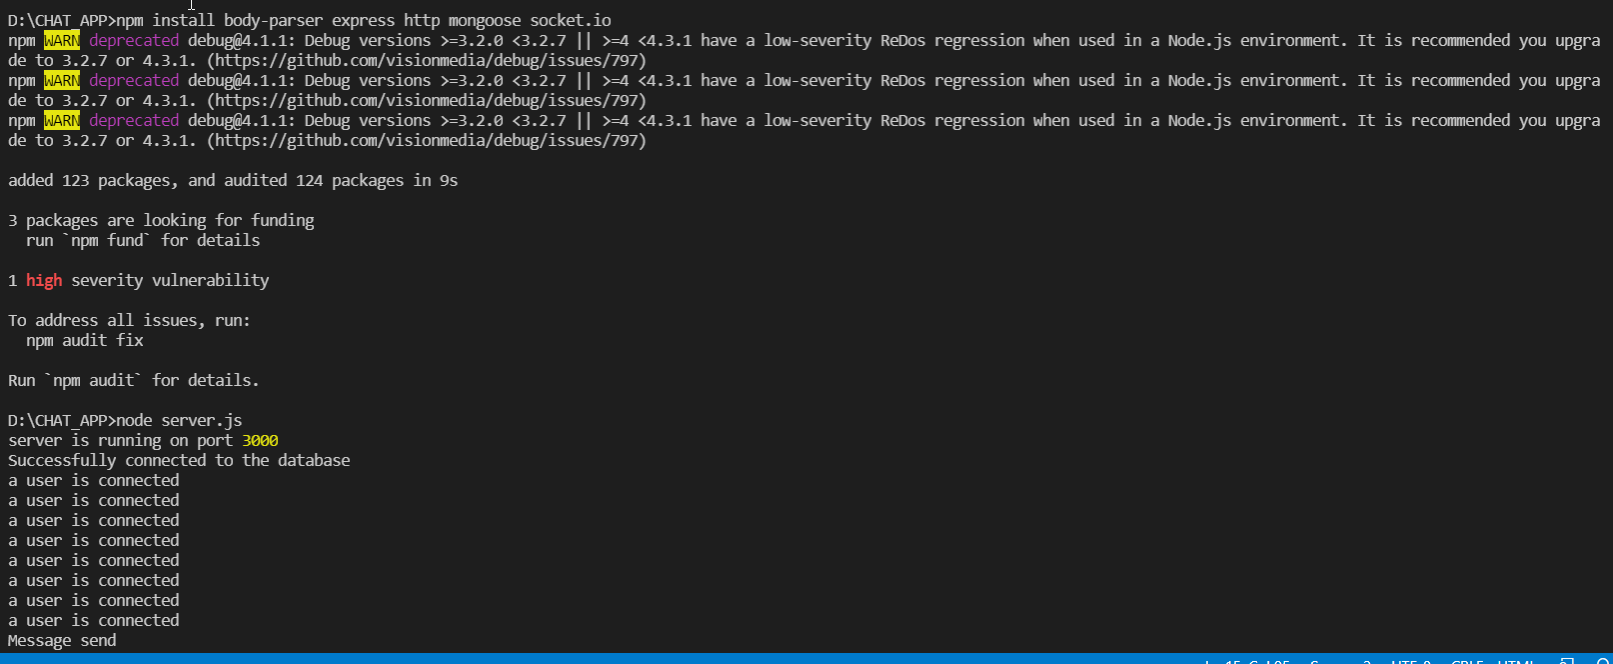 D:\CHAT_APP>npm install body-parser express http mongoose socket.io
npm WARN deprecated debug@4.1.1: Debug versions >=3.2.0 <3.2.7 || >=4 <4.3.1 have a low-severity ReDos regression when used in a Node.js environment. It is recommended you upgra
de to 3.2.7 or 4.3.1. (https://github.com/visionmedia/debug/issues/797)
npm WARN deprecated debug@4.1.1: Debug versions >=3.2.0 <3.2.7 || >=4 <4.3.1 have a low-severity ReDos regression when used in a Node.js environment. It is recommended you upgra
de to 3.2.7 or 4.3.1. (https://github.com/visionmedia/debug/issues/797)
npm WARN deprecated debug@4.1.1: Debug versions >=3.2.0 <3.2.7 || >=4 <4.3.1 have a low-severity ReDos regression when used in a Node.js environment. It is recommended you upgra
de to 3.2.7 or 4.3.1. (https://github.com/visionmedia/debug/issues/797)
added 123 packages, and audited 124 packages in 9s
3 packages are looking for funding
run `npm fund` for details
1 high severity vulnerability
To address all issues, run:
npm audit fix
Run `npm audit` for details.
D:\CHAT_APP>node server.js
server is running on port 3000
Successfully connected to the database
a user is connected
a user is connected
a user is connected
a user is connected
a user is connected
a user is connected
a user is connected
a user is connected
Message send